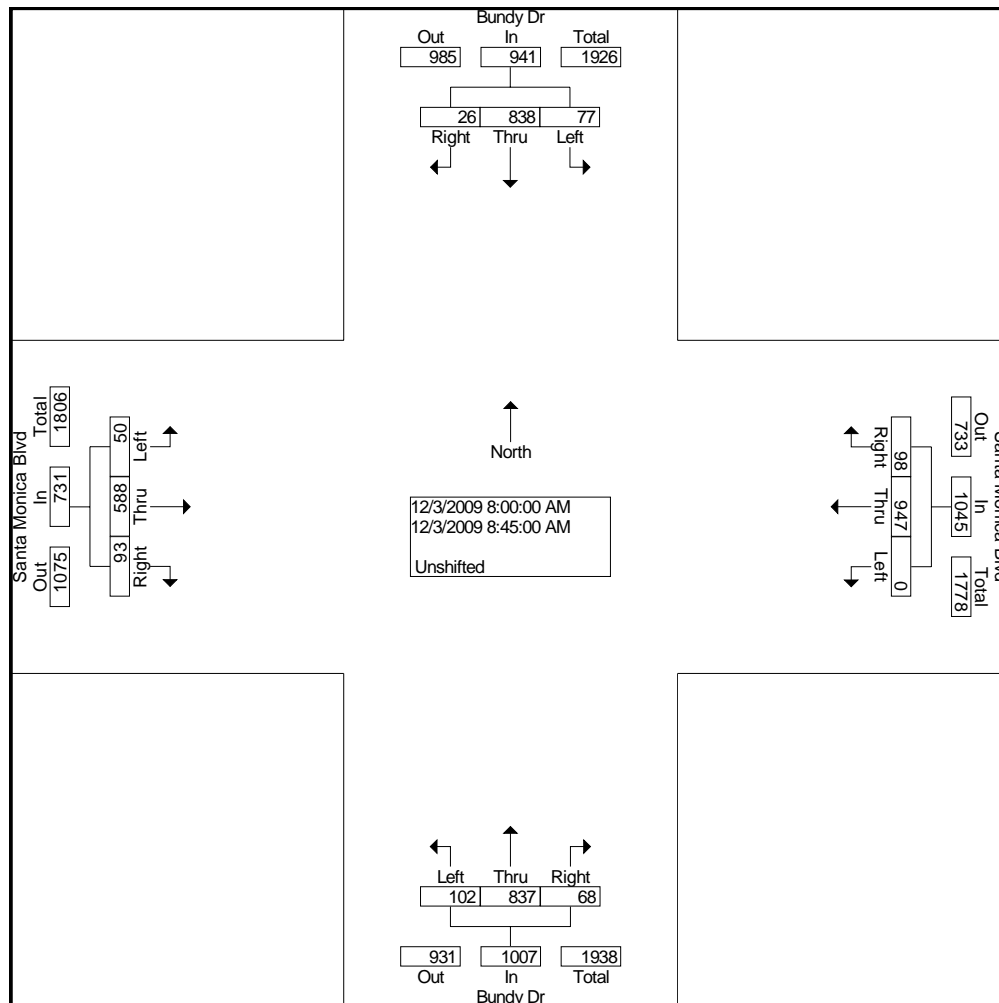 Bundy Dr
Out In Total
985 941 1926
26 838 77
Right Thru Left
Santa Monica Blvd
Total In Out
1806 731 1075
50 588 93
Left Thru Right
North
12/3/2009 8:00:00 AM
12/3/2009 8:45:00 AM
Unshifted
Right Thru Left
98 947 0
733 1045 1778
Out In Total
Santa Monica Blvd
Left Thru Right
102 837 68
931 1007 1938
Out In Total
Bundy Dr